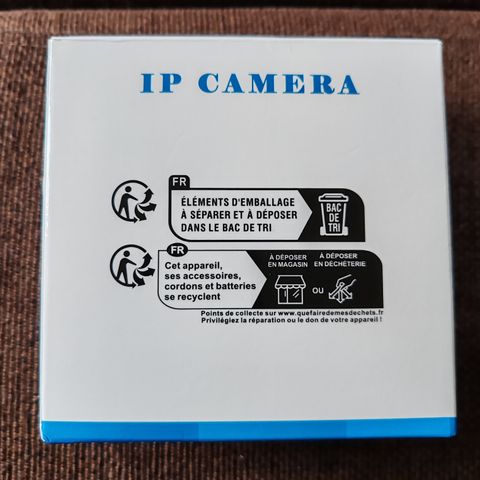 IP CAMERA
FR
ÉLÉMENTS D'EMBALLAGE
À SÉPARER ET À DÉPOSER
DANS LE BAC DE TRI
BAC
DE
TRI
FR
Cet appareil,
ses accessoires,
cordons et batteries
se recyclent
À DÉPOSER
EN MAGASIN
OU
À DÉPOSER
EN DÉCHÈTERIE
Points de collecte sur www.quefairedemesdechets.fr
Privilégiez la réparation ou le don de votre appareil !